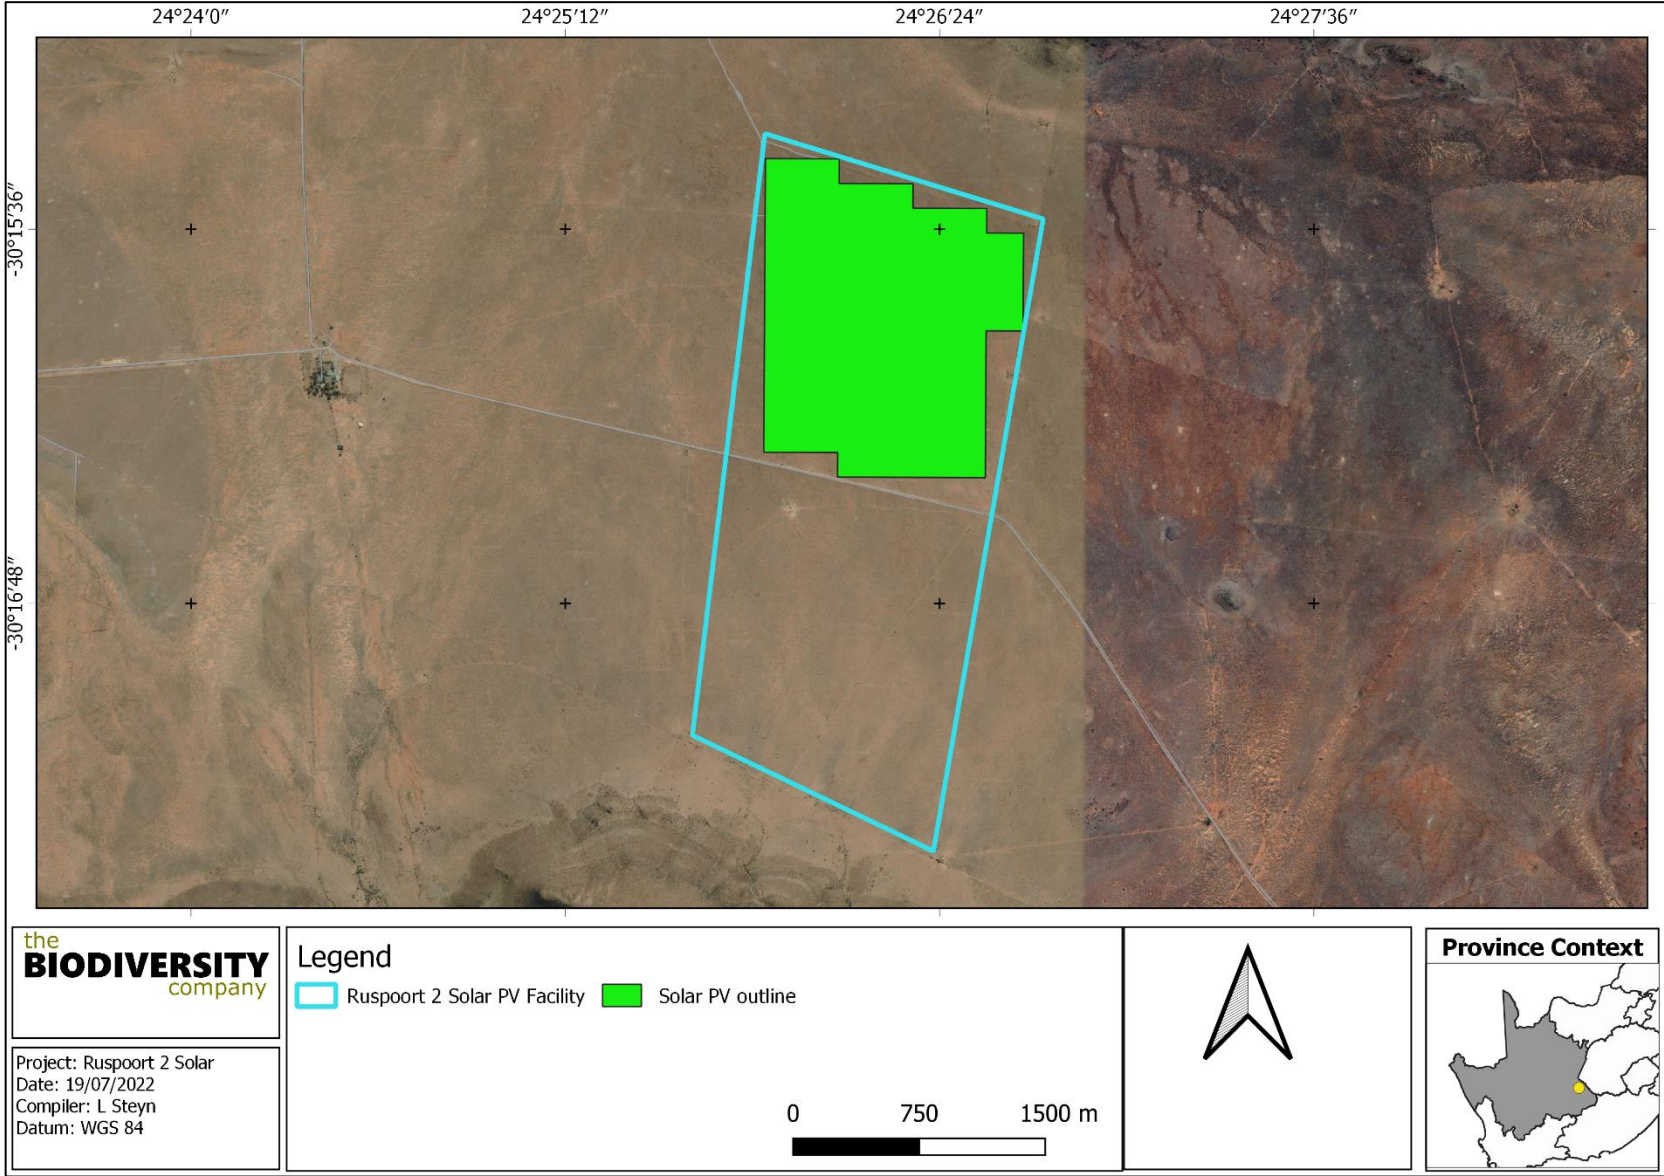 24°24′0″ 24°25′12″ 24°26′24″ 24°27′36″
-30°15′36″
-30°16′48″
the
BIODIVERSITY
company
Project: Ruspoort 2 Solar
Date: 19/07/2022
Compiler: L Steyn
Datum: WGS 84
Legend
Ruspoort 2 Solar PV Facility Solar PV outline
0 750 1500 m
Province Context